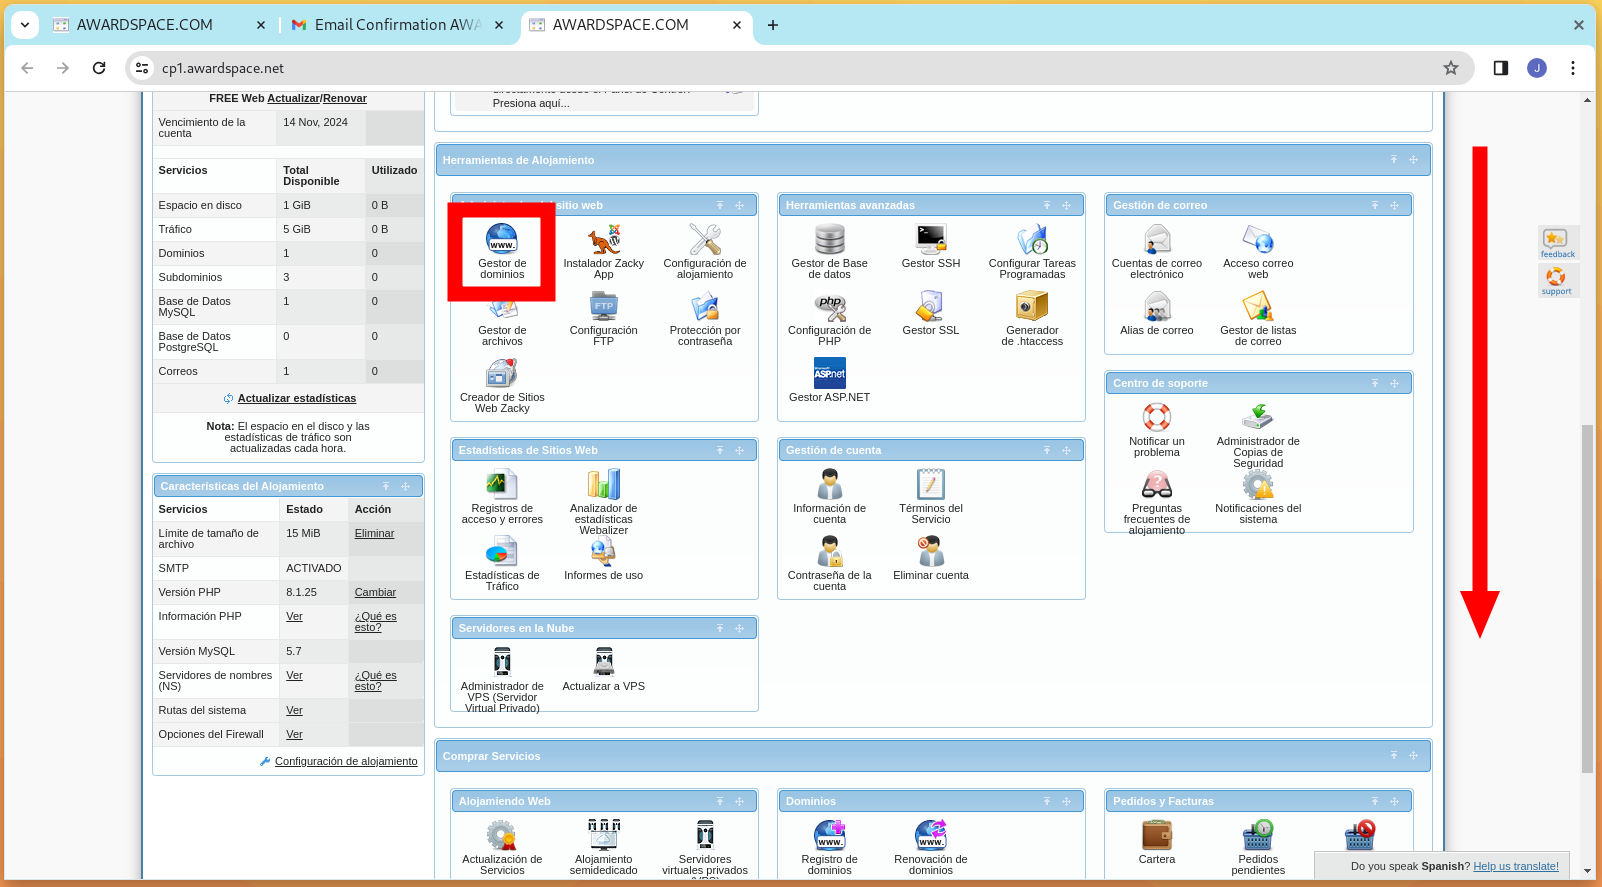 AWARDSPACE.COM
Email Confirmation AWA
AWARDSPACE.COM
cp1.awardspace.net
J
FREE Web Actualizar/Renovar
Vencimiento de la
cuenta
14 Nov, 2024
Servicios
Total
Disponible
Utilizado
Espacio en disco
1 GiB
0 B
Tráfico
5 GiB
0 B
Dominios
1
0
Subdominios
3
0
Base de Datos
MySQL
1
0
Base de Datos
PostgreSQL
0
0
Correos
1
0
Actualizar estadísticas
Nota: El espacio en el disco y las
estadísticas de tráfico son
actualizadas cada hora.
Características del Alojamiento
Servicios
Estado
Acción
Límite de tamaño de
archivo
15 MiB
Eliminar
SMTP
ACTIVADO
Versión PHP
8.1.25
Cambiar
Información PHP
Ver
¿Qué es
esto?
Versión MySQL
5.7
Servidores de nombres
(NS)
Ver
¿Qué es
esto?
Rutas del sistema
Ver
Opciones del Firewall
Ver
Configuración de alojamiento
Presiona aquí...
Herramientas de Alojamiento
sitio web
www.
Gestor de
dominios
Instalador Zacky
App
Configuración de
alojamiento
Gestor de
archivos
FTP
Configuración
FTP
Protección por
contraseña
Creador de Sitios
Web Zacky
Herramientas avanzadas
Gestor de Base
de datos
Gestor SSH
Configurar Tareas
Programadas
php
Configuración de
PHP
Gestor SSL
Generador
de .htaccess
ASP.net
Gestor ASP.NET
Gestión de correo
Cuentas de correo
electrónico
Acceso correo
web
Alias de correo
Gestor de listas
de correo
Centro de soporte
Notificar un
problema
Administrador de
Copias de
Seguridad
Preguntas
frecuentes de
alojamiento
Notificaciones del
sistema
Estadísticas de Sitios Web
Registros de
acceso y errores
Analizador de
estadísticas
Webalizer
Estadísticas de
Tráfico
Informes de uso
Gestión de cuenta
Información de
cuenta
Términos del
Servicio
Contraseña de la
cuenta
Eliminar cuenta
Servidores en la Nube
Administrador de
VPS (Servidor
Virtual Privado)
Actualizar a VPS
Comprar Servicios
Alojamiendo Web
Actualización de
Servicios
Alojamiento
semidedicado
Servidores
virtuales privados
Dominios
www.
Registro de
dominios
www.
Renovación de
dominios
Pedidos y Facturas
Cartera
Pedidos
pendientes
feedback
support
Do you speak Spanish? Help us translate!